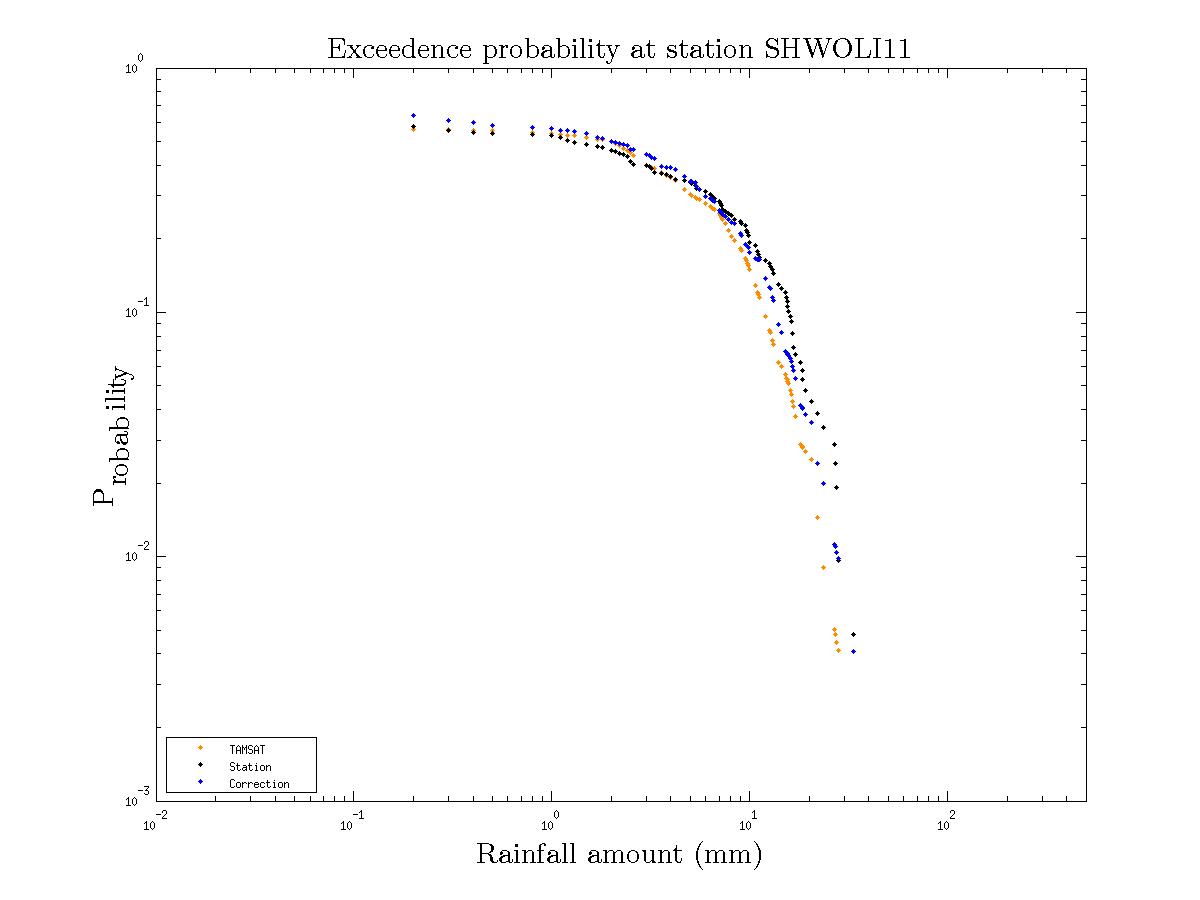 Exceedence probability at station SHWOLI11
10^0
10^-1
10^-2
10^-3
Probability
TAMSAT
Station
Correction
10^-2 10^-1 10^0 10^1 10^2
Rainfall amount (mm)